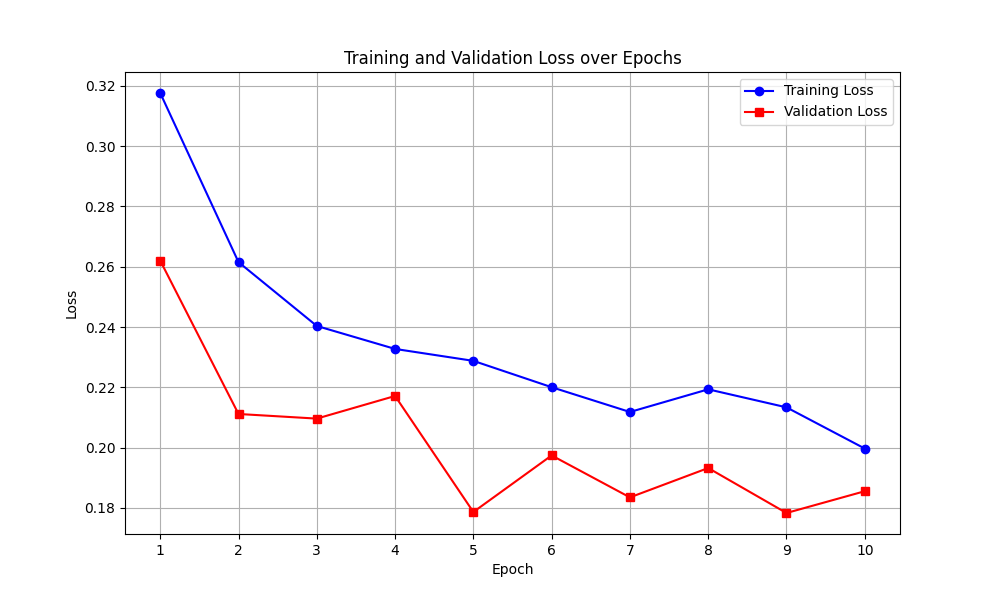 Training and Validation Loss over Epochs
Training Loss
Validation Loss
Loss
0.32
0.30
0.28
0.26
0.24
0.22
0.20
0.18
1 2 3 4 5 6 7 8 9 10
Epoch